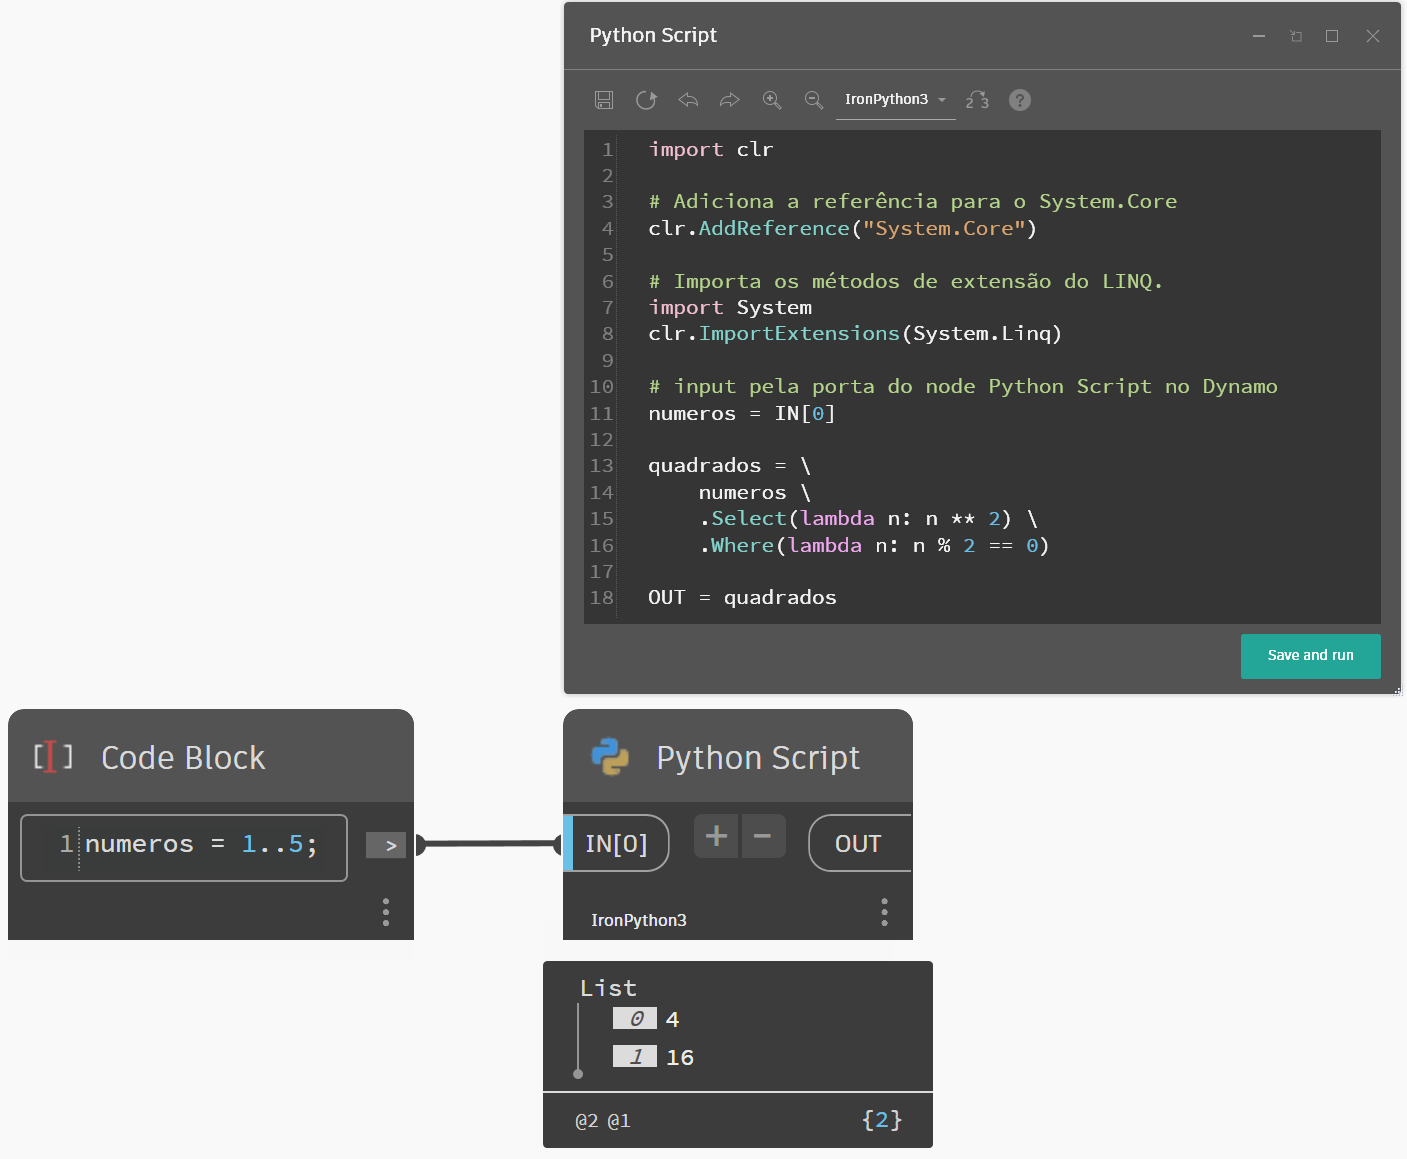 Python Script
IronPython3
2 3 ?
1 import clr
2
3 # Adiciona a referência para o System.Core
4 clr.AddReference("System.Core")
5
6 # Importa os métodos de extensão do LINQ.
7 import System
8 clr.ImportExtensions(System.Linq)
9
10 # input pela porta do node Python Script no Dynamo
11 numeros = IN[0]
12
13 quadrados = \
14     numeros \
15     .Select(lambda n: n ** 2) \
16     .Where(lambda n: n % 2 == 0)
17
18 OUT = quadrados
Save and run
Code Block
1 numeros = 1..5;
>
Python Script
IN[0] + − OUT
IronPython3
List
0 4
1 16
@2 @1 {2}